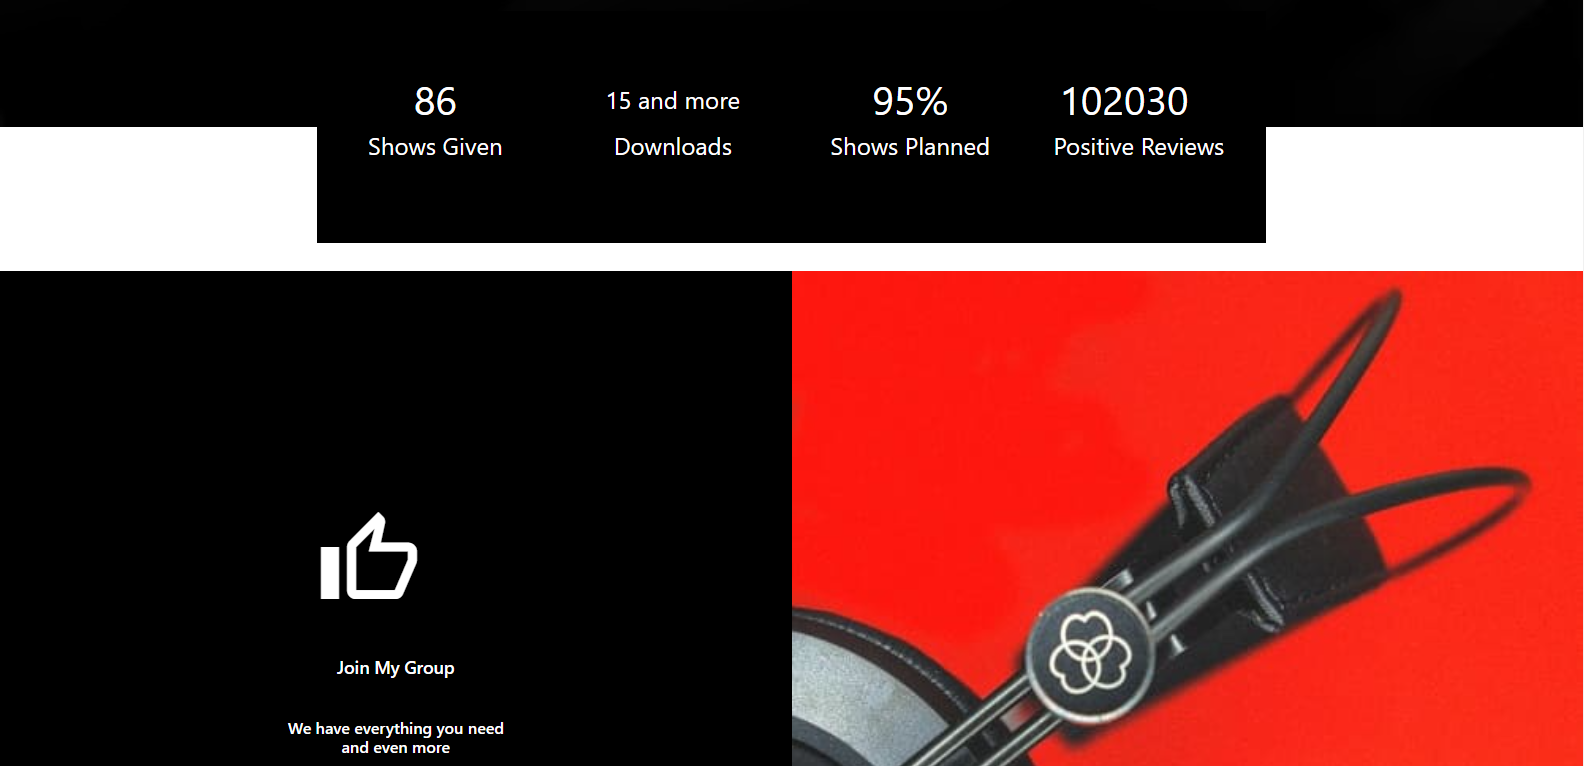 86
15 and more
95%
102030
Shows Given
Downloads
Shows Planned
Positive Reviews
Join My Group
We have everything you need
and even more